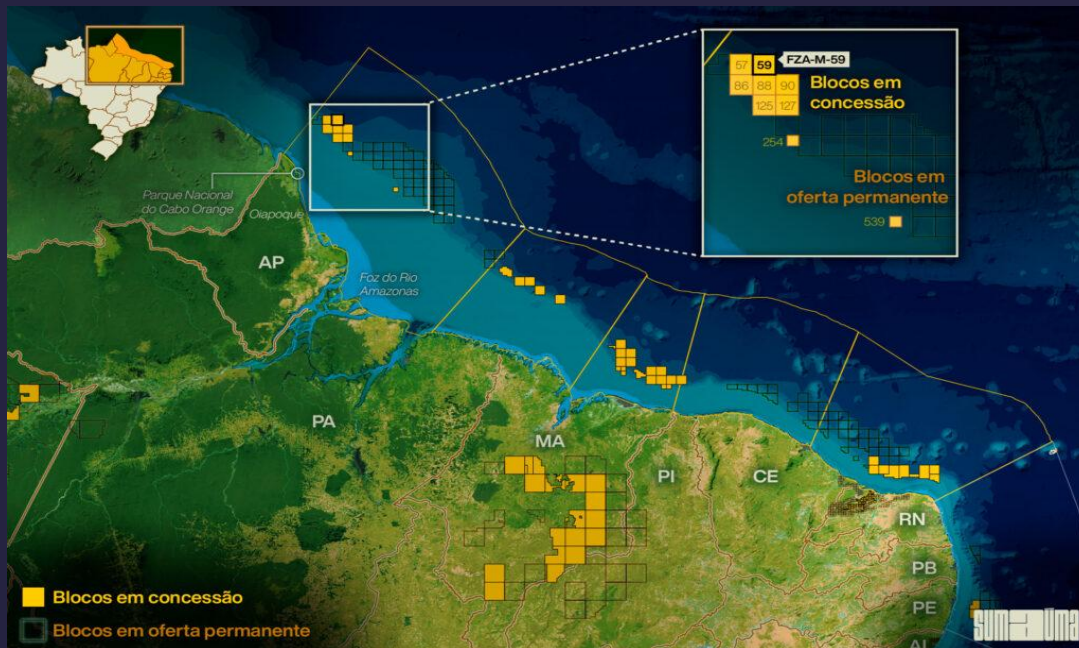 57 59 FZA-M-59
86 88 90
125 127
Blocos em
concessão
254
Blocos em
oferta permanente
539
Parque Nacional
do Cabo Orange
Oiapoque
AP
Foz do Rio
Amazonas
PA
MA
PI
CE
RN
PB
PE
AL
Blocos em concessão
Blocos em oferta permanente
SUMAÚMA